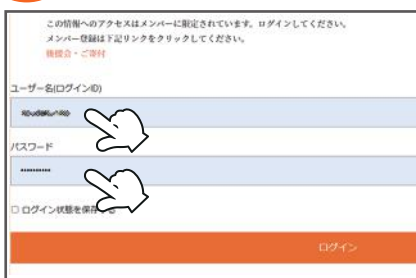 この情報へのアクセスはメンバーに限定されています。ログインしてください。
メンバー登録は下記リンクをクリックしてください。
後援会・ご寄付
ユーザー名(ログインID)
パスワード
ログイン状態を保存する
ログイン